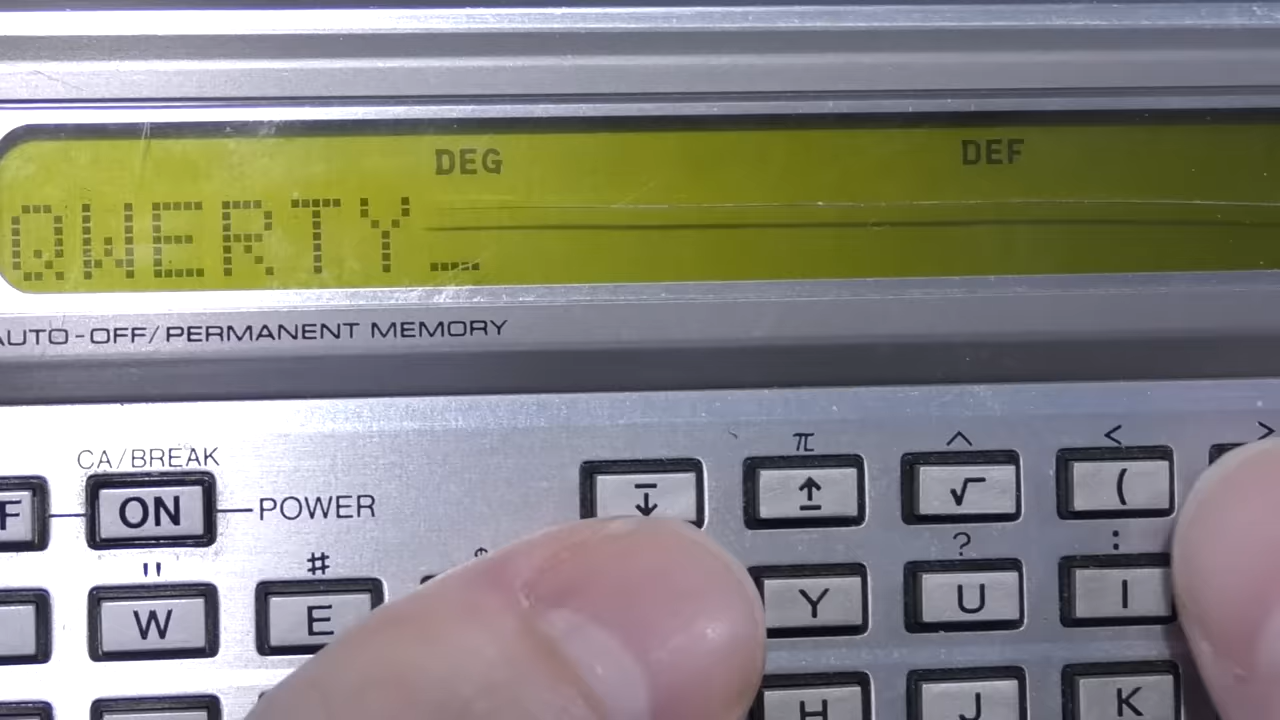 DEG DEF
QWERTY_
AUTO-OFF/PERMANENT MEMORY
CA/BREAK π ^ < >
F ON POWER ↓ ↑ √ (
" # $ ? :
W E Y U I
H J K